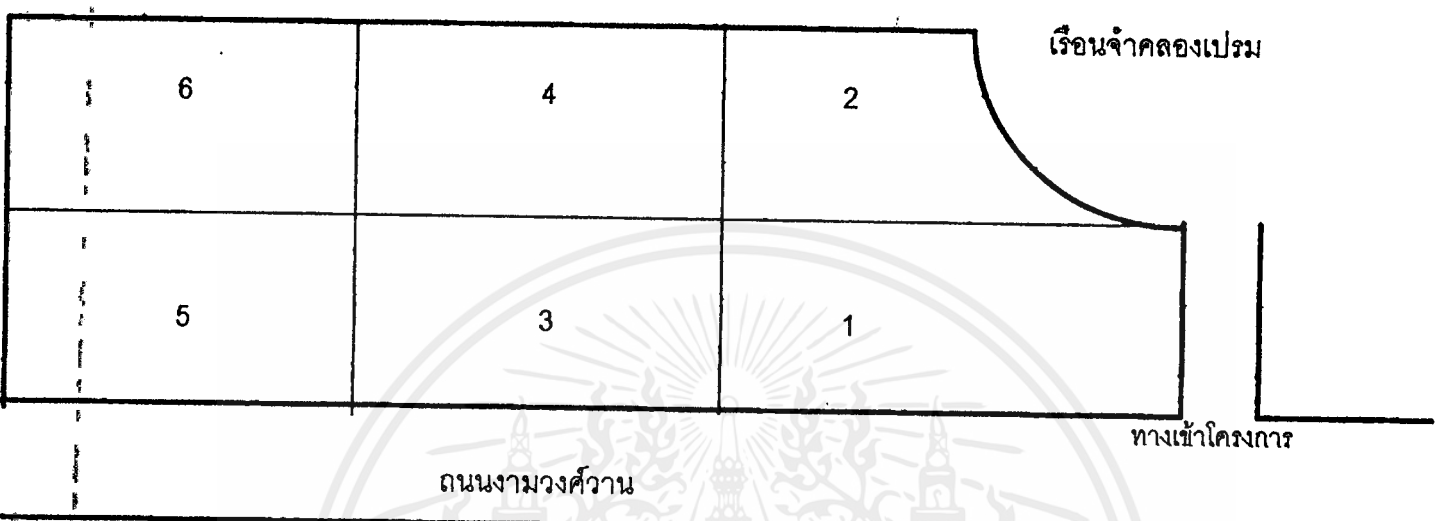 เรือนจำคลองเปรม
6 4 2
5 3 1
ทางเข้าโครงการ
ถนนงามวงศ์วาน